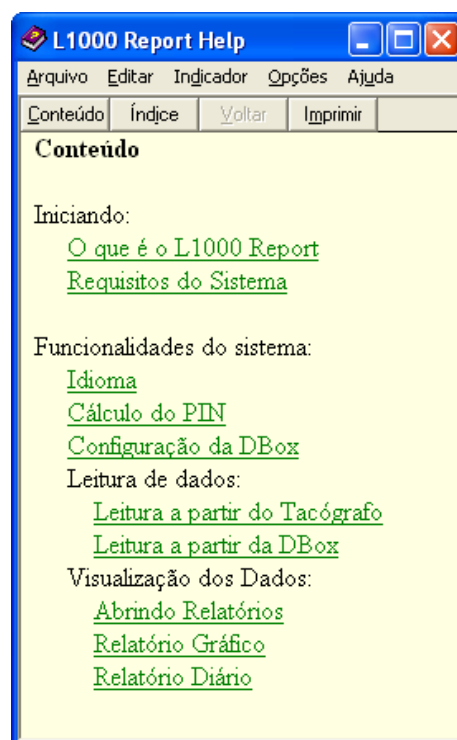 L1000 Report Help
Arquivo Editar Indicador Opções Ajuda
Conteúdo Índice Voltar Imprimir
Conteúdo
Iniciando:
O que é o L1000 Report
Requisitos do Sistema
Funcionalidades do sistema:
Idioma
Cálculo do PIN
Configuração da DBox
Leitura de dados:
Leitura a partir do Tacógrafo
Leitura a partir da DBox
Visualização dos Dados:
Abrindo Relatórios
Relatório Gráfico
Relatório Diário